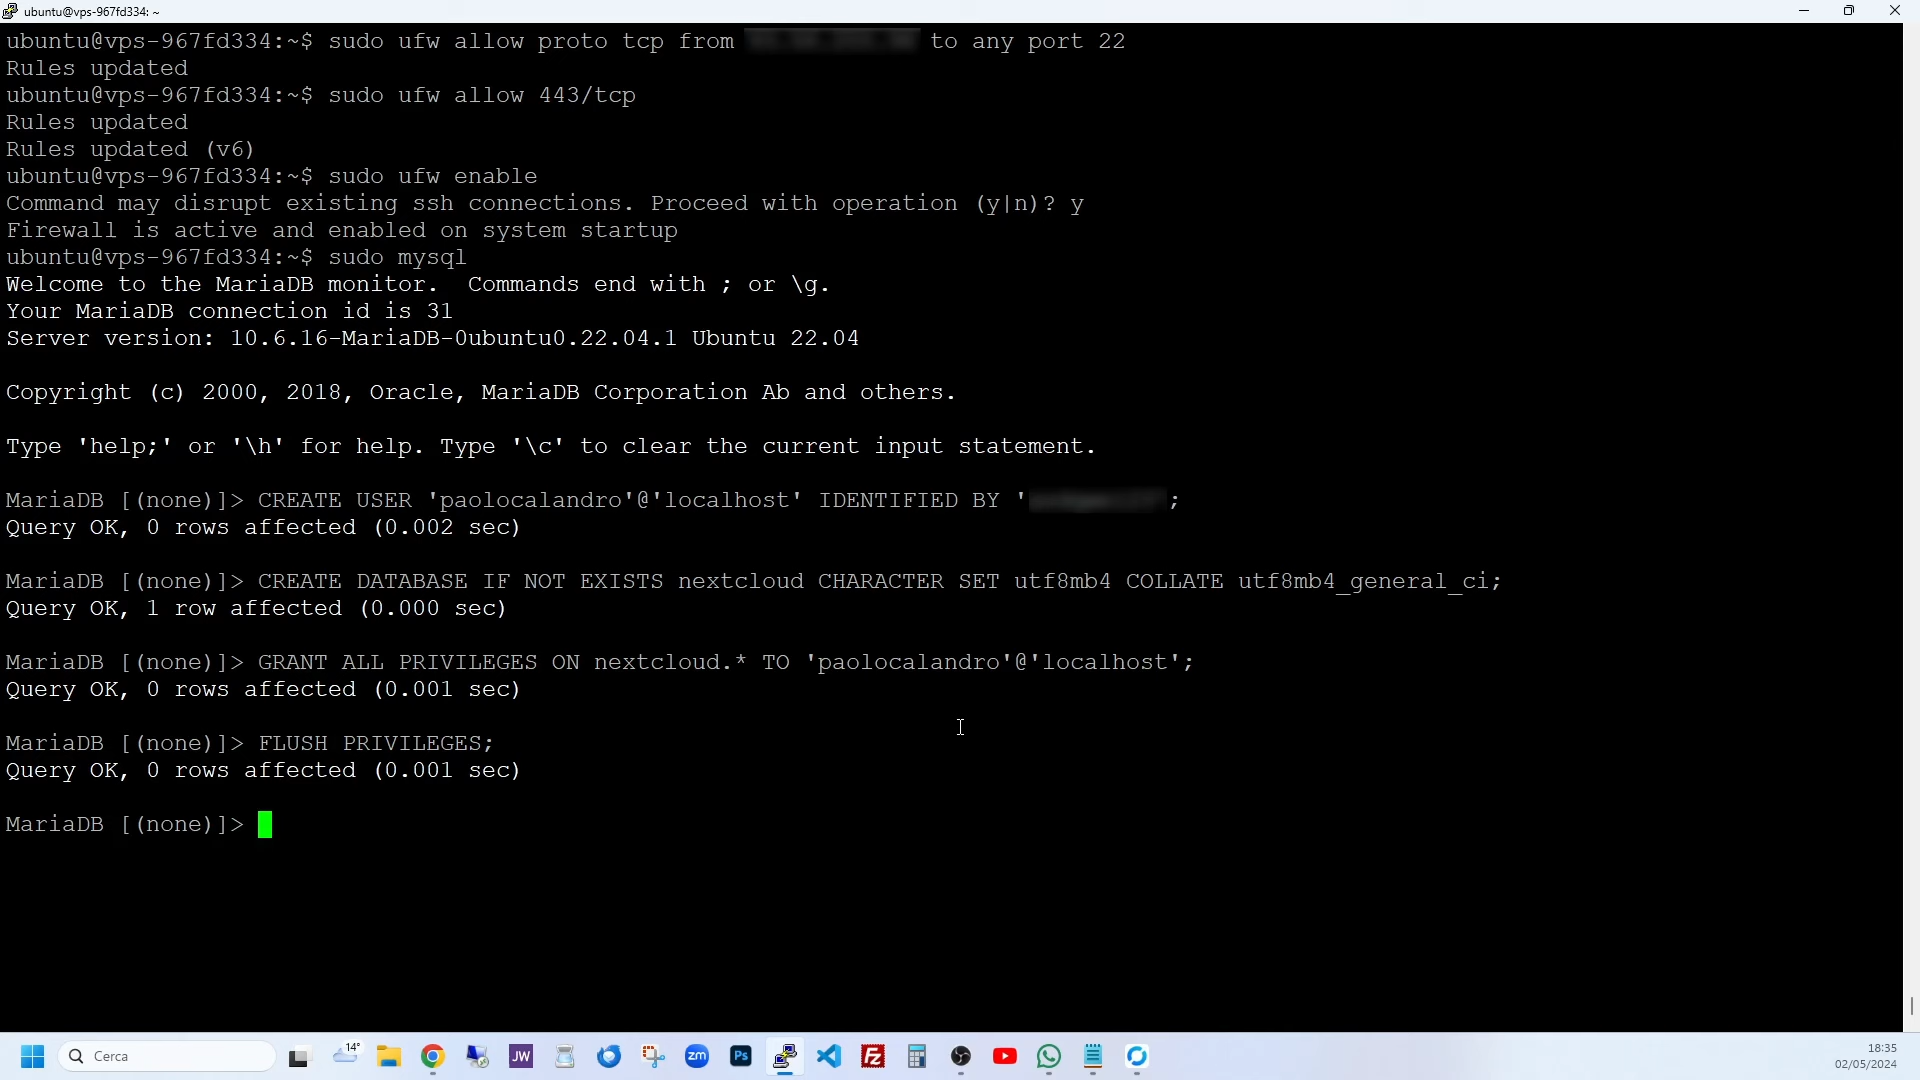 ubuntu@vps-967fd334: ~
ubuntu@vps-967fd334:~$ sudo ufw allow proto tcp from to any port 22
Rules updated
ubuntu@vps-967fd334:~$ sudo ufw allow 443/tcp
Rules updated
Rules updated (v6)
ubuntu@vps-967fd334:~$ sudo ufw enable
Command may disrupt existing ssh connections. Proceed with operation (y|n)? y
Firewall is active and enabled on system startup
ubuntu@vps-967fd334:~$ sudo mysql
Welcome to the MariaDB monitor.  Commands end with ; or \g.
Your MariaDB connection id is 31
Server version: 10.6.16-MariaDB-0ubuntu0.22.04.1 Ubuntu 22.04
Copyright (c) 2000, 2018, Oracle, MariaDB Corporation Ab and others.
Type 'help;' or '\h' for help. Type '\c' to clear the current input statement.
MariaDB [(none)]> CREATE USER 'paolocalandro'@'localhost' IDENTIFIED BY ' ;
Query OK, 0 rows affected (0.002 sec)
MariaDB [(none)]> CREATE DATABASE IF NOT EXISTS nextcloud CHARACTER SET utf8mb4 COLLATE utf8mb4_general_ci;
Query OK, 1 row affected (0.000 sec)
MariaDB [(none)]> GRANT ALL PRIVILEGES ON nextcloud.* TO 'paolocalandro'@'localhost';
Query OK, 0 rows affected (0.001 sec)
MariaDB [(none)]> FLUSH PRIVILEGES;
Query OK, 0 rows affected (0.001 sec)
MariaDB [(none)]>
Cerca
14°
JW
zm
Ps
FZ
18:35
02/05/2024